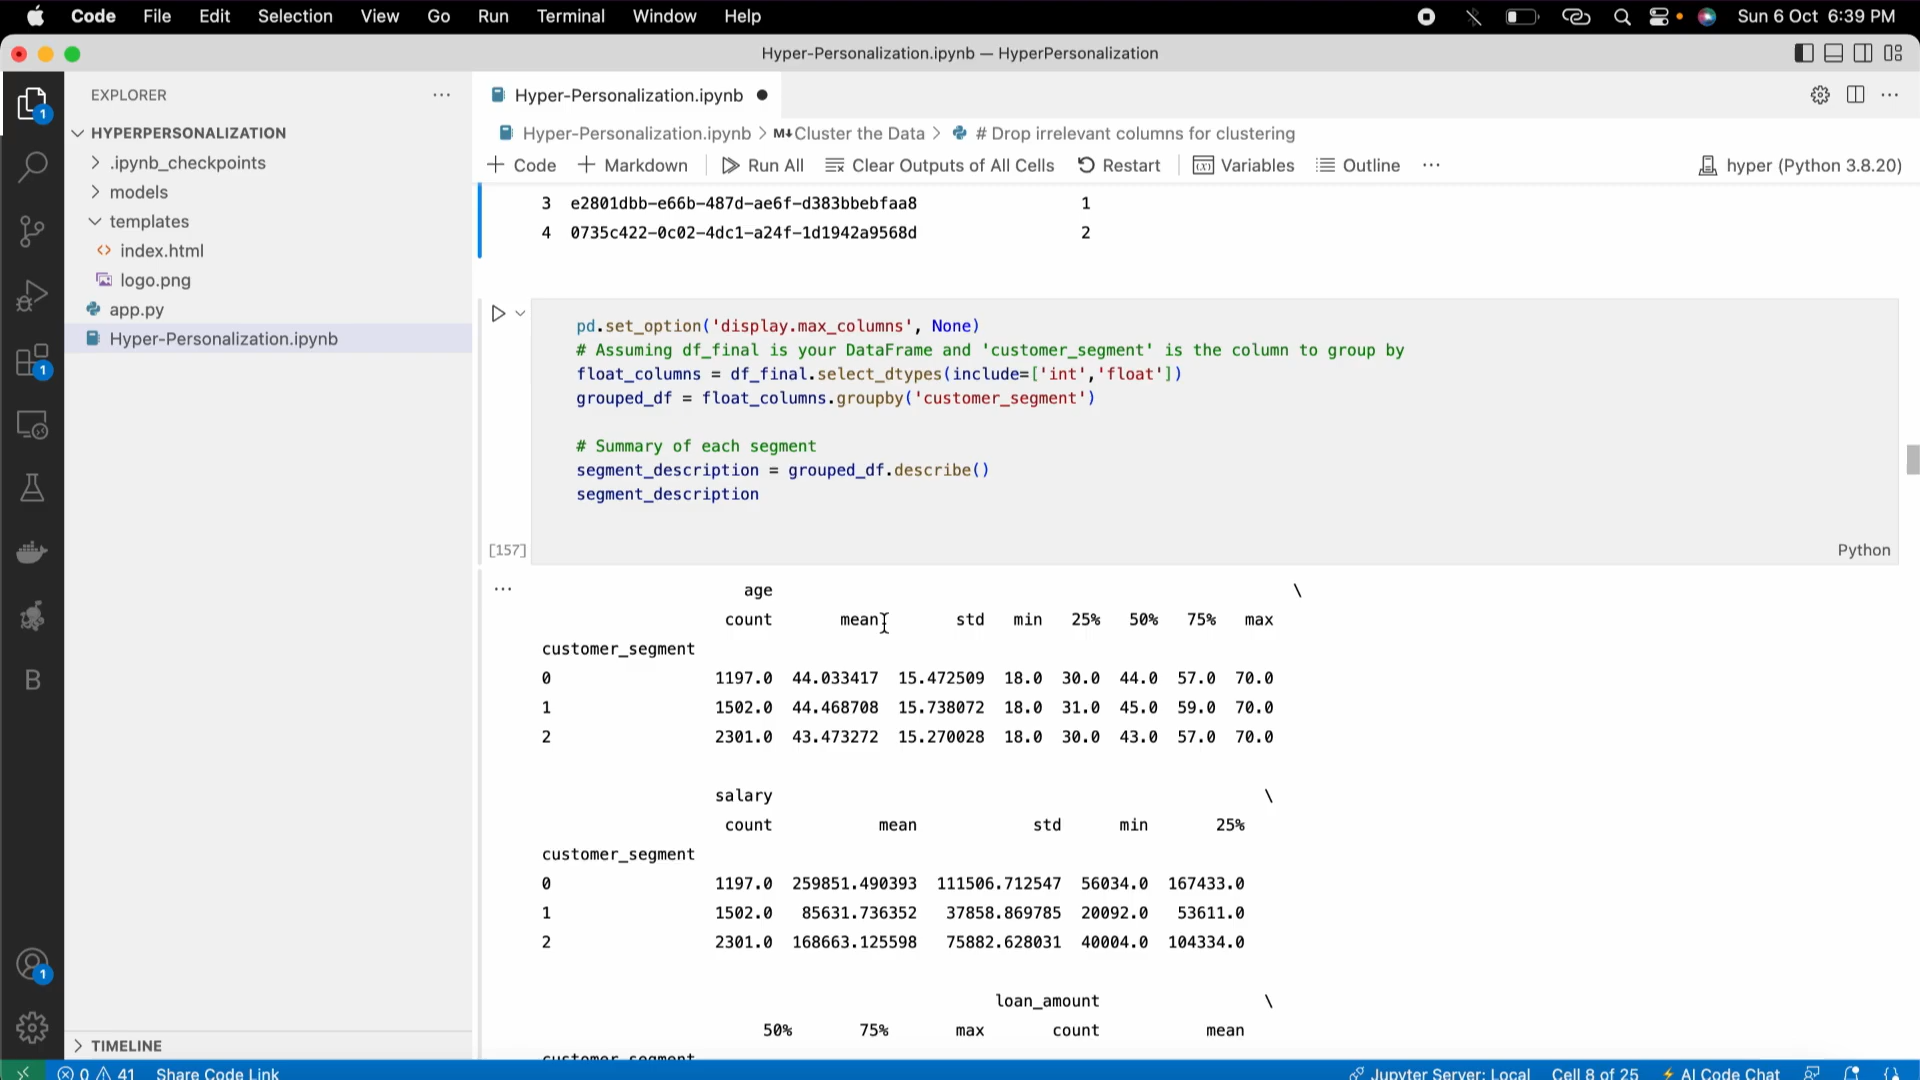 Code File Edit Selection View Go Run Terminal Window Help Sun 6 Oct 6:39 PM
Hyper-Personalization.ipynb — HyperPersonalization
EXPLORER
HYPERPERSONALIZATION
.ipynb_checkpoints
models
templates
index.html
logo.png
app.py
Hyper-Personalization.ipynb
TIMELINE
1
1
1
B
Hyper-Personalization.ipynb
Hyper-Personalization.ipynb > M Cluster the Data > # Drop irrelevant columns for clustering
+ Code + Markdown Run All Clear Outputs of All Cells Restart Variables Outline ... hyper (Python 3.8.20)
3 e2801dbb-e66b-487d-ae6f-d383bbebfaa8 1
4 0735c422-0c02-4dc1-a24f-1d1942a9568d 2
pd.set_option('display.max_columns', None)
# Assuming df_final is your DataFrame and 'customer_segment' is the column to group by
float_columns = df_final.select_dtypes(include=['int','float'])
grouped_df = float_columns.groupby('customer_segment')
# Summary of each segment
segment_description = grouped_df.describe()
segment_description
[157] Python
... age \
count mean std min 25% 50% 75% max
customer_segment
0 1197.0 44.033417 15.472509 18.0 30.0 44.0 57.0 70.0
1 1502.0 44.468708 15.738072 18.0 31.0 45.0 59.0 70.0
2 2301.0 43.473272 15.270028 18.0 30.0 43.0 57.0 70.0
salary \
count mean std min 25%
customer_segment
0 1197.0 259851.490393 111506.712547 56034.0 167433.0
1 1502.0 85631.736352 37858.869785 20092.0 53611.0
2 2301.0 168663.125598 75882.628031 40004.0 104334.0
loan_amount \
50% 75% max count mean
customer_segment
0 41 Share Code Link Jupyter Server: Local Cell 8 of 25 AI Code Chat